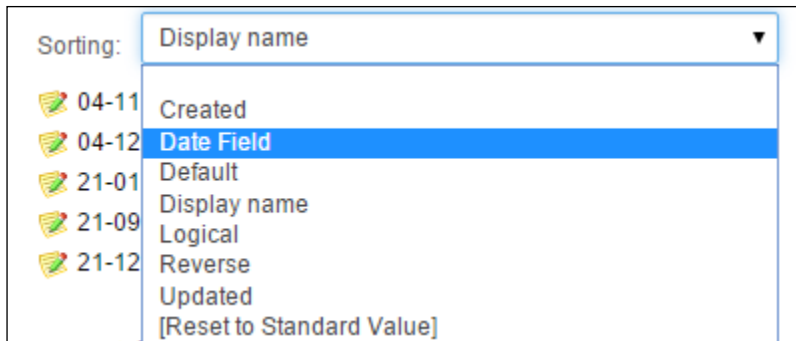 Sorting: Display name
04-11
04-12
21-01
21-09
21-12
Created
Date Field
Default
Display name
Logical
Reverse
Updated
[Reset to Standard Value]